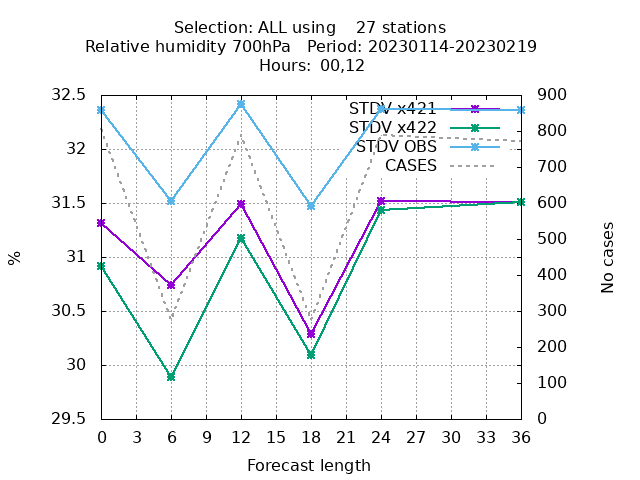 Selection: ALL using    27 stations
Relative humidity 700hPa   Period: 20230114-20230219
Hours: 00,12
32.5
32
31.5
31
30.5
30
29.5
%
STDV x421
STDV x422
STDV OBS
CASES
900
800
700
600
500
400
300
200
100
0
No cases
0 3 6 9 12 15 18 21 24 27 30 33 36
Forecast length